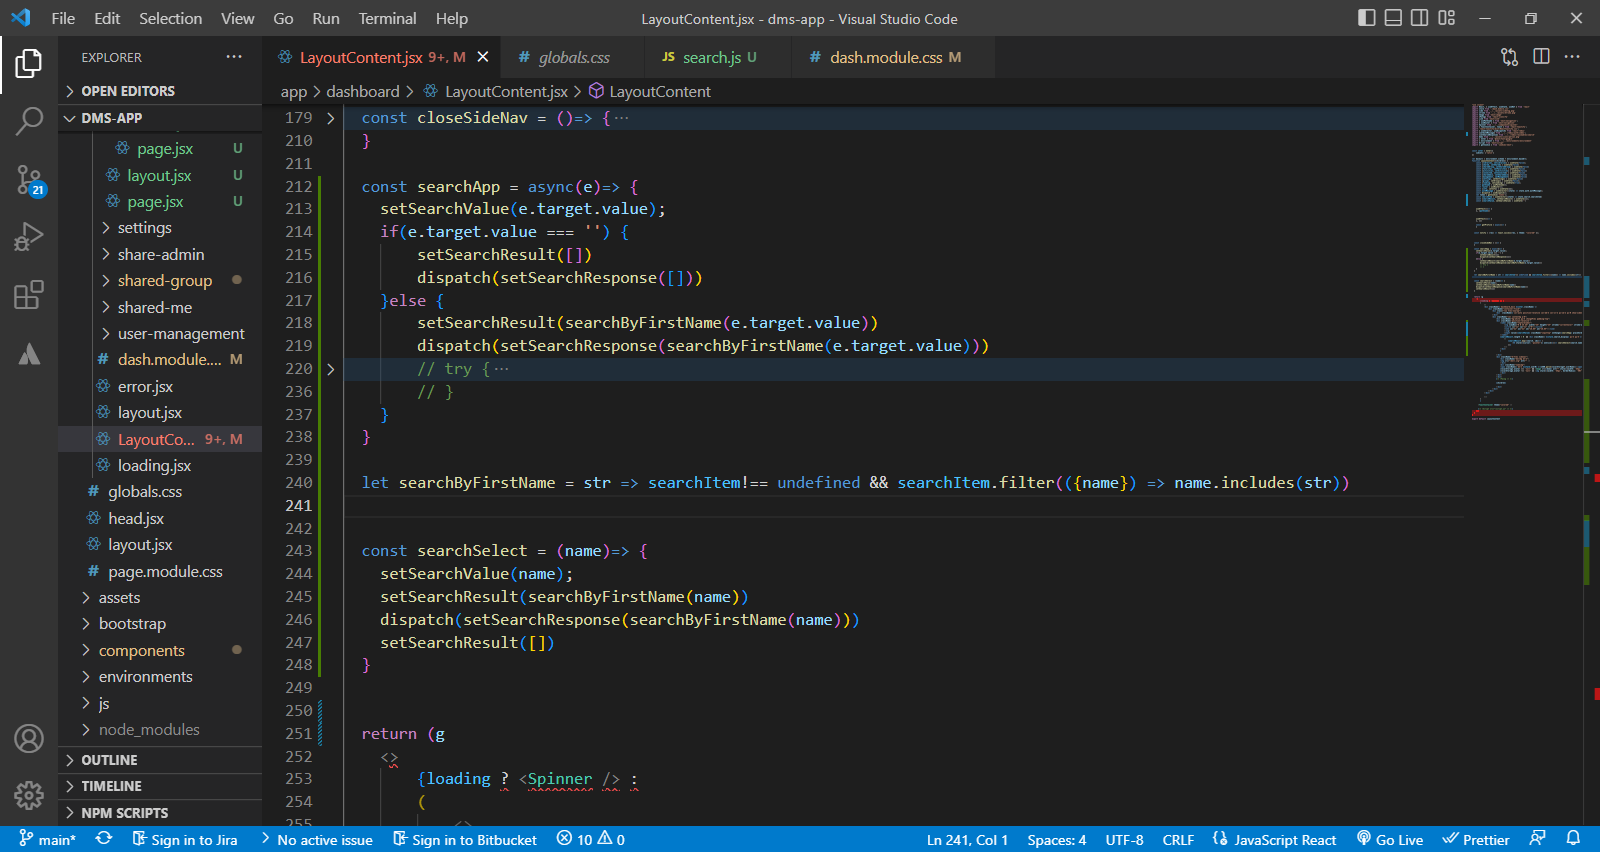 File Edit Selection View Go Run Terminal Help
LayoutContent.jsx - dms-app - Visual Studio Code
EXPLORER
OPEN EDITORS
DMS-APP
page.jsx U
layout.jsx U
page.jsx U
settings
share-admin
shared-group
shared-me
user-management
# dash.module.... M
error.jsx
layout.jsx
LayoutCo... 9+, M
loading.jsx
# globals.css
head.jsx
layout.jsx
# page.module.css
assets
bootstrap
components
environments
js
node_modules
OUTLINE
TIMELINE
NPM SCRIPTS
21
LayoutContent.jsx 9+, M
# globals.css
JS search.js U
# dash.module.css M
app > dashboard > LayoutContent.jsx > LayoutContent
179 const closeSideNav = ()=> {···
210 }
211
212 const searchApp = async(e)=> {
213 setSearchValue(e.target.value);
214 if(e.target.value === '') {
215 setSearchResult([])
216 dispatch(setSearchResponse([]))
217 }else {
218 setSearchResult(searchByFirstName(e.target.value))
219 dispatch(setSearchResponse(searchByFirstName(e.target.value)))
220 // try {···
236 // }
237 }
238 }
239
240 let searchByFirstName = str => searchItem!== undefined && searchItem.filter(({name}) => name.includes(str))
241
242
243 const searchSelect = (name)=> {
244 setSearchValue(name);
245 setSearchResult(searchByFirstName(name))
246 dispatch(setSearchResponse(searchByFirstName(name)))
247 setSearchResult([])
248 }
249
250
251 return (g
252 <>
253 {loading ? <Spinner /> :
254 (
255 <>
main* Sign in to Jira No active issue Sign in to Bitbucket 10 0
Ln 241, Col 1 Spaces: 4 UTF-8 CRLF JavaScript React Go Live Prettier